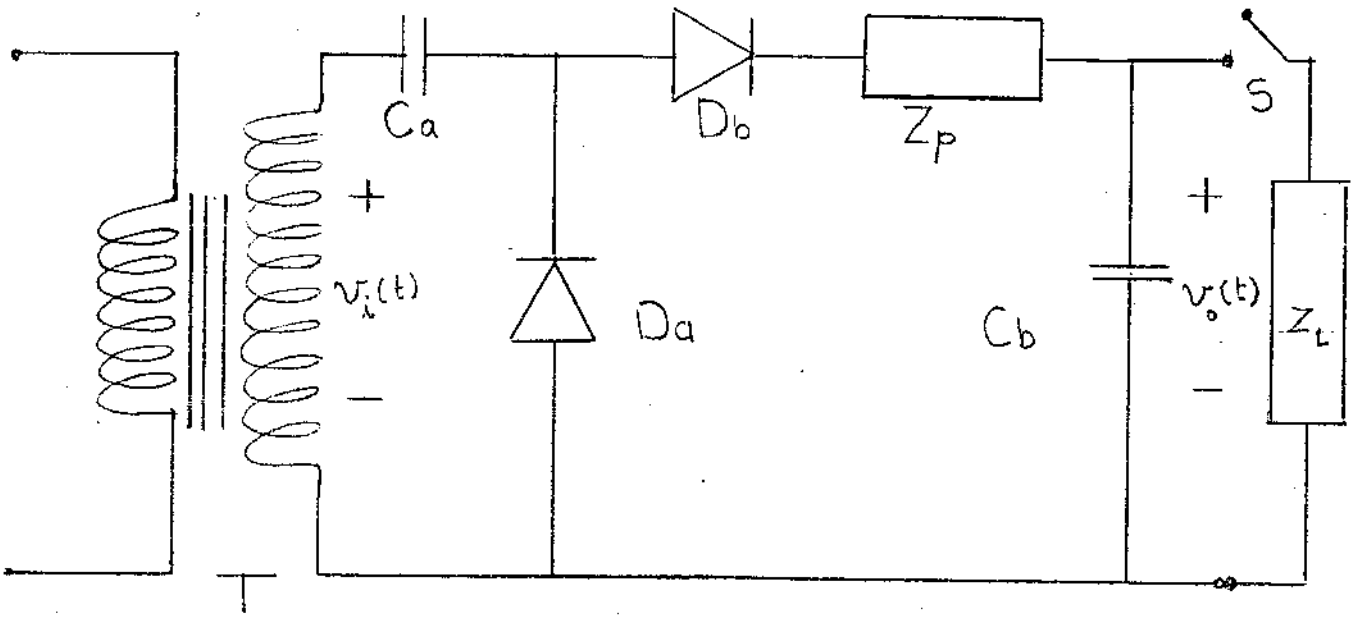 Ca
Db
Zp
S
+
+
vi(t)
Da
Cb
vo(t)
ZL
-
-
T